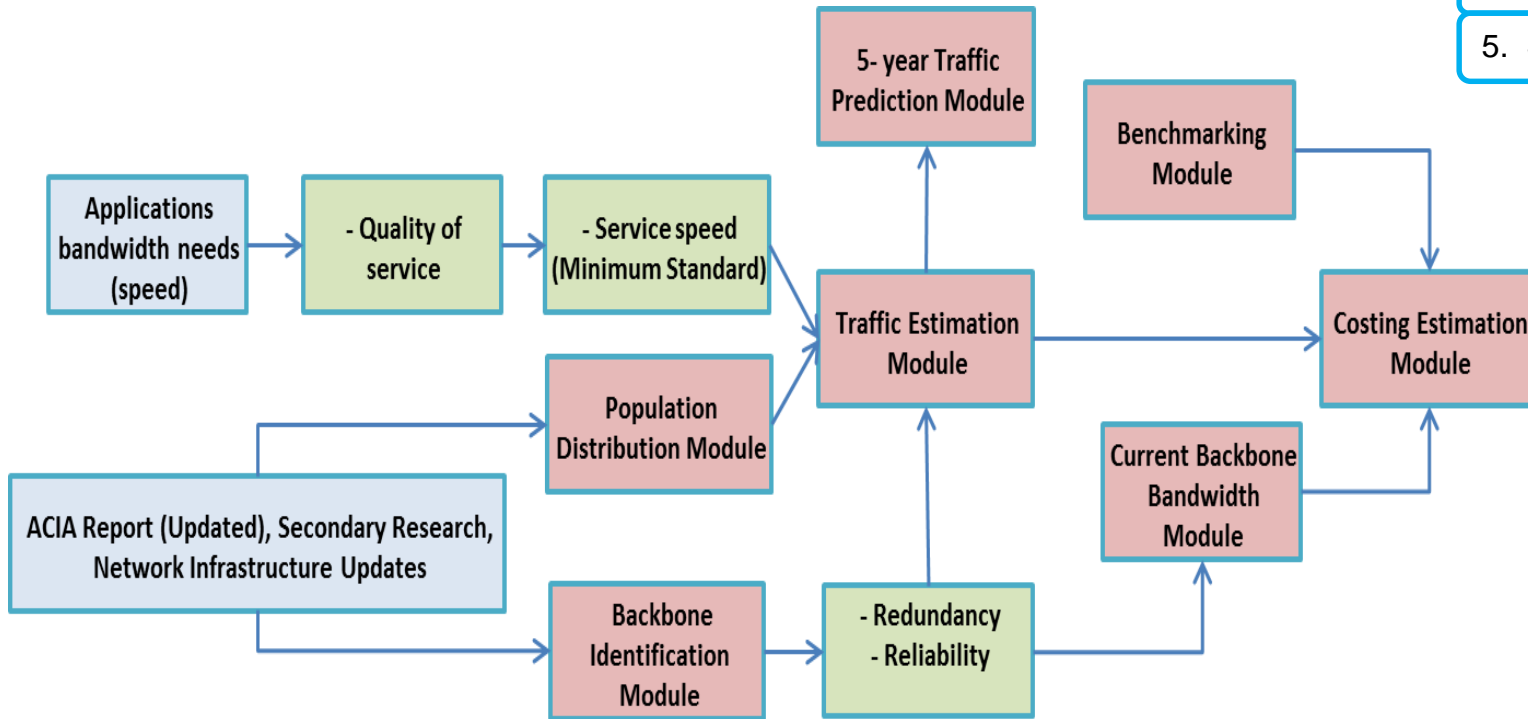 5.
5- year Traffic
Prediction Module
Benchmarking
Module
Applications
bandwidth needs
(speed)
- Quality of
service
- Service speed
(Minimum Standard)
Traffic Estimation
Module
Costing Estimation
Module
Population
Distribution Module
Current Backbone
Bandwidth
Module
ACIA Report (Updated), Secondary Research,
Network Infrastructure Updates
Backbone
Identification
Module
- Redundancy
- Reliability